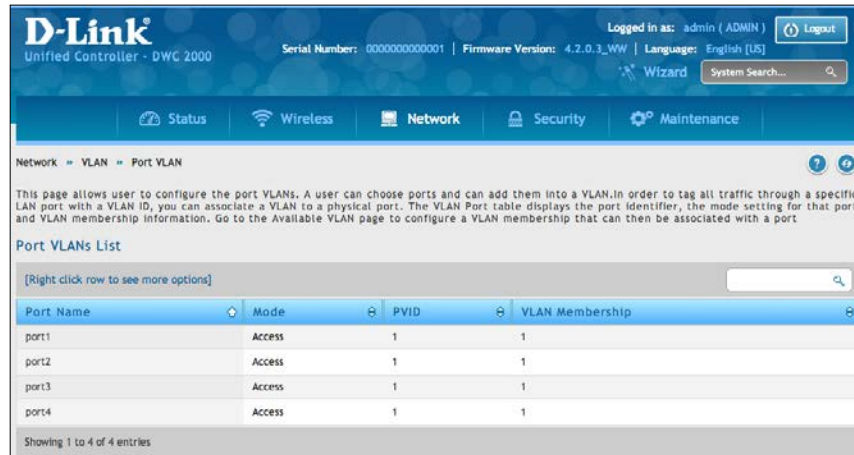 D-Link
Unified Controller - DWC 2000
Logged in as: admin ( ADMIN ) Logout
Serial Number: 0000000000001 | Firmware Version: 4.2.0.3_WW | Language: English [US]
Wizard System Search...
Status Wireless Network Security Maintenance
Network » VLAN » Port VLAN
This page allows user to configure the port VLANs. A user can choose ports and can add them into a VLAN.In order to tag all traffic through a specific
LAN port with a VLAN ID, you can associate a VLAN to a physical port. The VLAN Port table displays the port identifier, the mode setting for that port
and VLAN membership information. Go to the Available VLAN page to configure a VLAN membership that can then be associated with a port
Port VLANs List
[Right click row to see more options]
Port Name Mode PVID VLAN Membership
port1 Access 1 1
port2 Access 1 1
port3 Access 1 1
port4 Access 1 1
Showing 1 to 4 of 4 entries